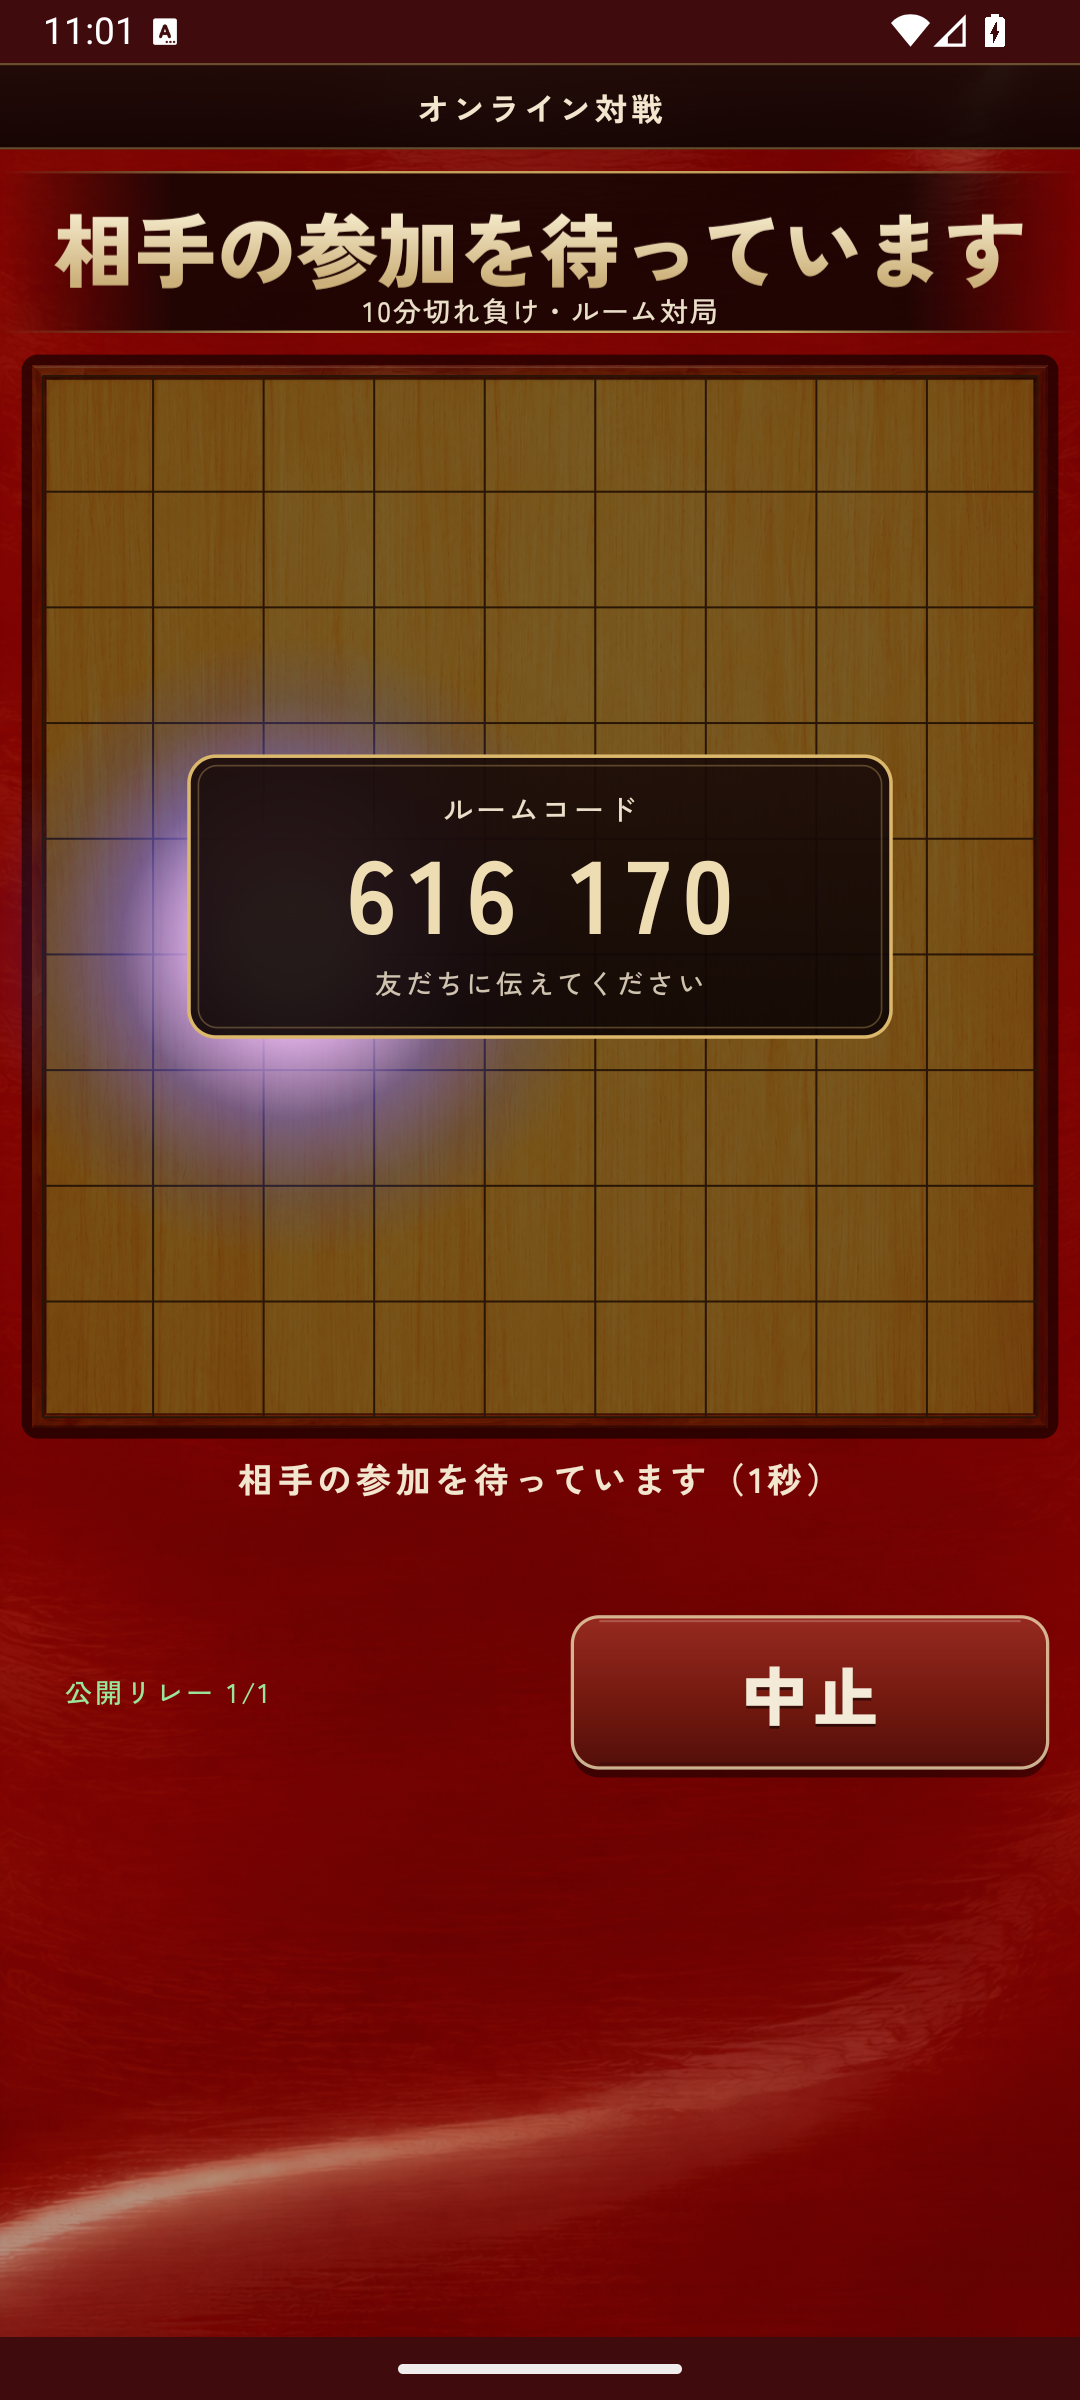 11:01
オンライン対戦
相手の参加を待っています
10分切れ負け・ルーム対局
ルームコード
616 170
友だちに伝えてください
相手の参加を待っています（1秒）
公開リレー 1/1
中止